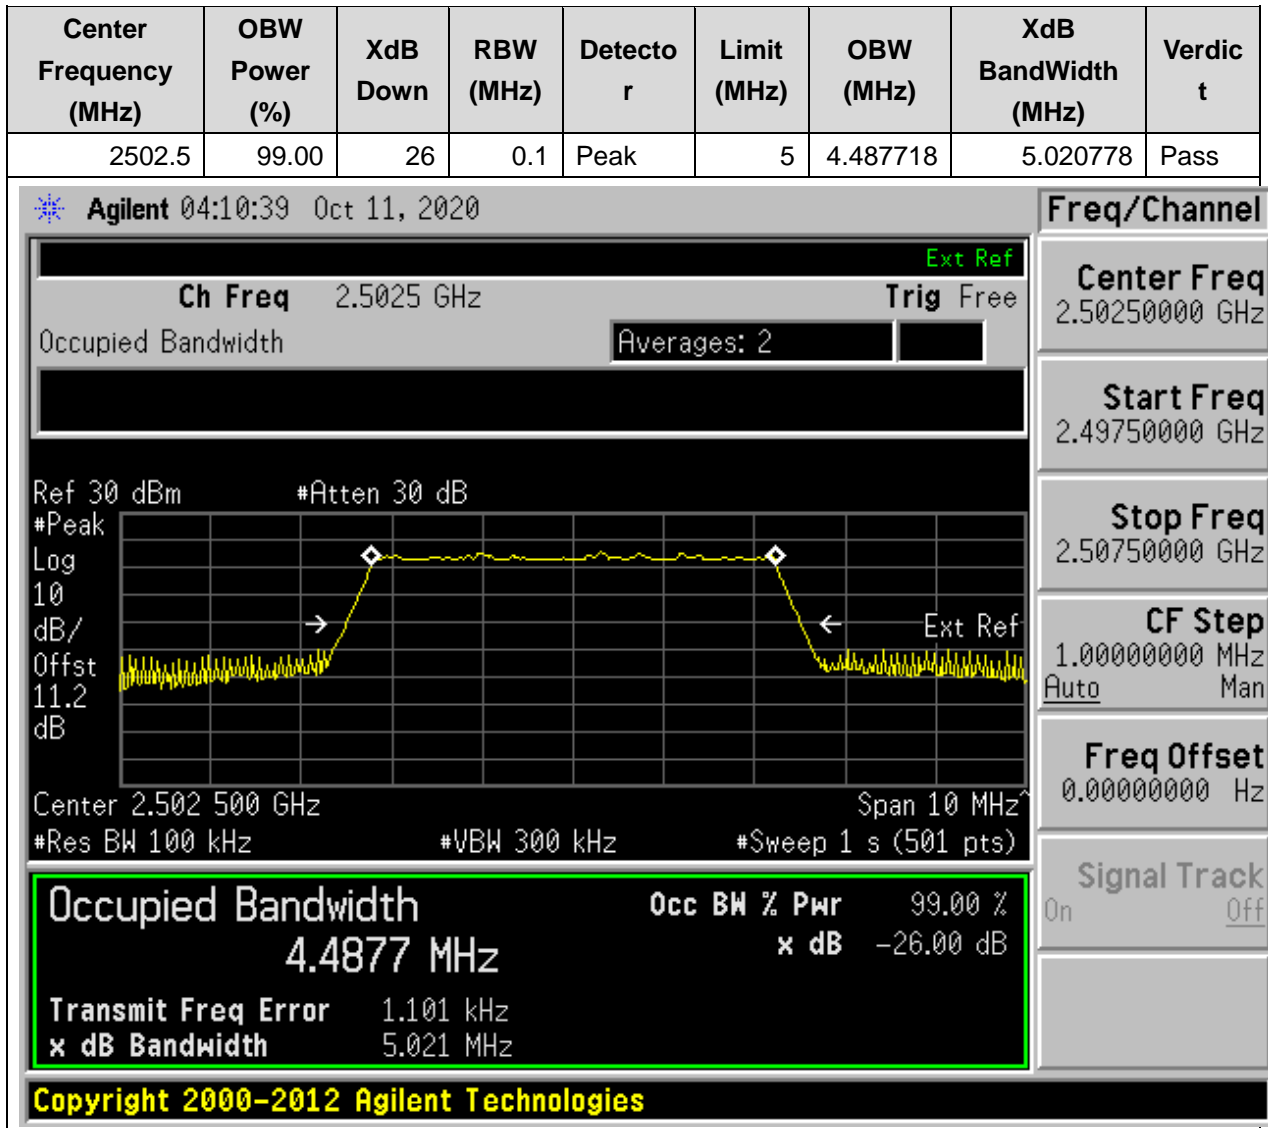 Center Frequency (MHz) OBW Power (%) XdB Down RBW (MHz) Detecto r Limit (MHz) OBW (MHz) XdB BandWidth (MHz) Verdic t
2502.5 99.00 26 0.1 Peak 5 4.487718 5.020778 Pass
Agilent 04:10:39 Oct 11, 2020
Ext Ref
Ch Freq 2.5025 GHz Trig Free
Occupied Bandwidth Averages: 2
Ref 30 dBm #Atten 30 dB
#Peak
Log
10
dB/
Offst
11.2
dB
Ext Ref
Center 2.502 500 GHz Span 10 MHz^
#Res BW 100 kHz #VBW 300 kHz #Sweep 1 s (501 pts)
Occupied Bandwidth Occ BW % Pwr 99.00 %
4.4877 MHz x dB -26.00 dB
Transmit Freq Error 1.101 kHz
x dB Bandwidth 5.021 MHz
Freq/Channel
Center Freq
2.50250000 GHz
Start Freq
2.49750000 GHz
Stop Freq
2.50750000 GHz
CF Step
1.00000000 MHz
Auto Man
Freq Offset
0.00000000 Hz
Signal Track
On Off
Copyright 2000-2012 Agilent Technologies